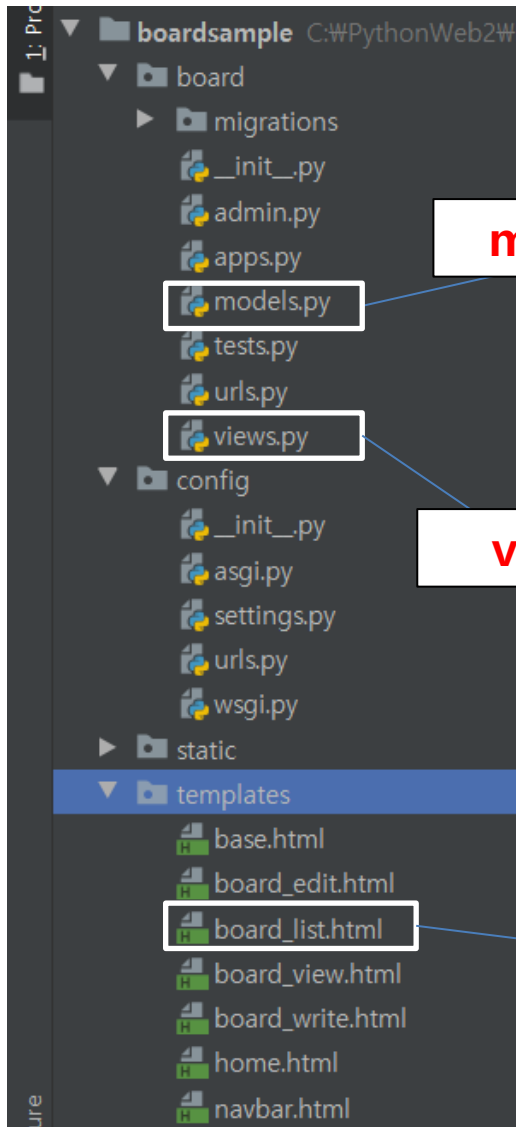 1: Pro
boardsample C:₩PythonWeb2₩
board
migrations
__init__.py
admin.py
apps.py
m
models.py
tests.py
urls.py
views.py
config
__init__.py
v
asgi.py
settings.py
urls.py
wsgi.py
static
templates
base.html
board_edit.html
board_list.html
board_view.html
board_write.html
home.html
navbar.html
ure